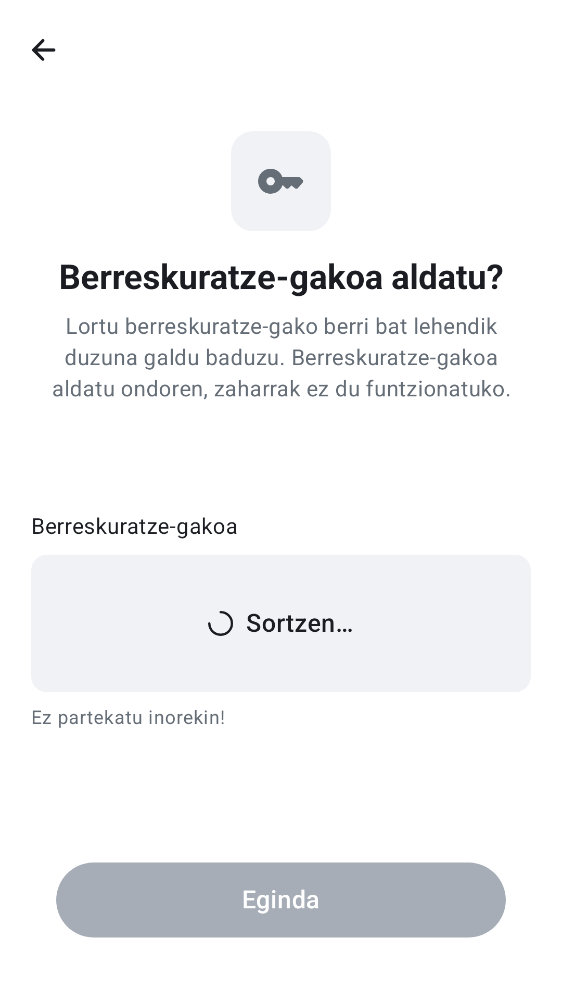 Berreskuratze-gakoa aldatu?
Lortu berreskuratze-gako berri bat lehendik
duzuna galdu baduzu. Berreskuratze-gakoa
aldatu ondoren, zaharrak ez du funtzionatuko.
Berreskuratze-gakoa
Sortzen…
Ez partekatu inorekin!
Eginda